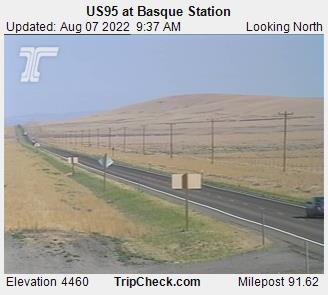 US95 at Basque Station
Updated: Aug 07 2022 9:37 AM Looking North
Elevation 4460 TripCheck.com Milepost 91.62